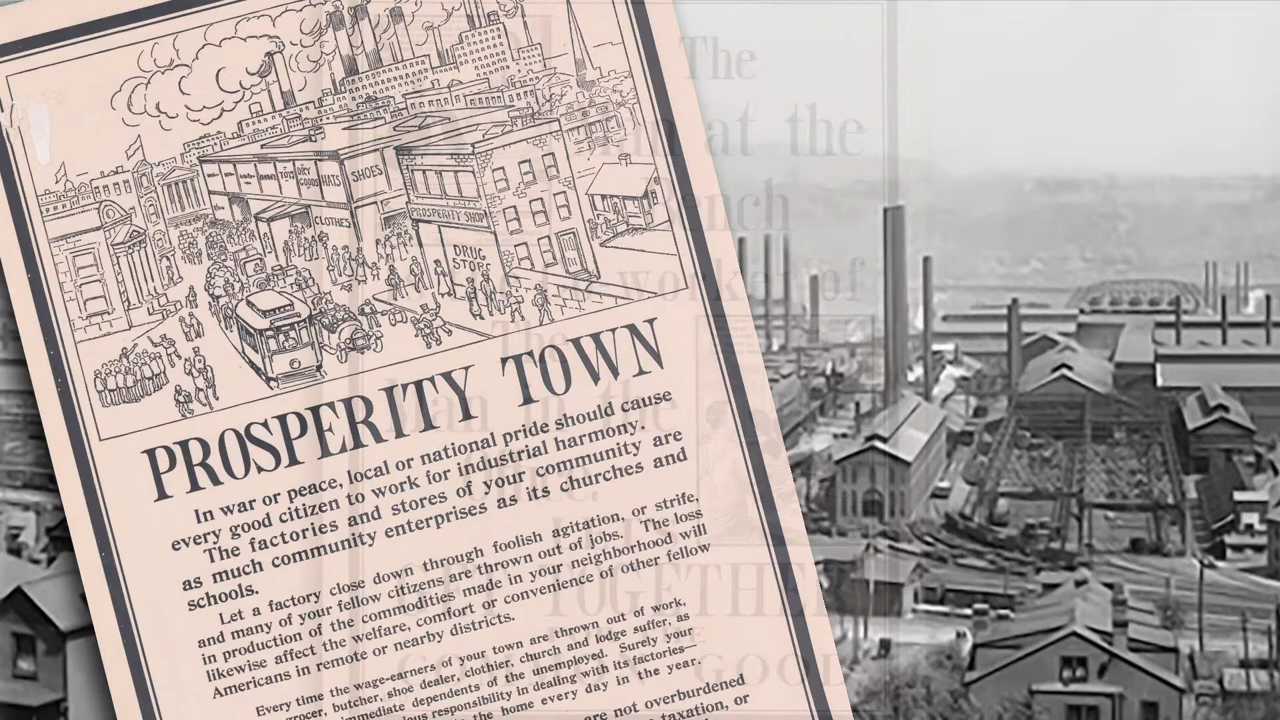 TOYS
DRY GOODS
HATS
SHOES
CLOTHES
PROSPERITY SHOP
DRUG STORE
PROSPERITY TOWN
In war or peace, local or national pride should cause
every good citizen to work for industrial harmony.
The factories and stores of your community are
as much community enterprises as its churches and
schools.
Let a factory close down through foolish agitation, or strife,
and many of your fellow citizens are thrown out of jobs. The loss
in production of the commodities made in your neighborhood will
likewise affect the welfare, comfort or convenience of other fellow
Americans in remote or nearby districts.
Every time the wage-earners of your town are thrown out of work,
grocer, butcher, shoe dealer, clothier, church and lodge suffer, as
immediate dependents of the unemployed. Surely your
responsibility in dealing with its factories—
the home every day in the year.
are not overburdened
taxation, or
The
at the
worker of
The
Man in the
TOGETHER
GOOD